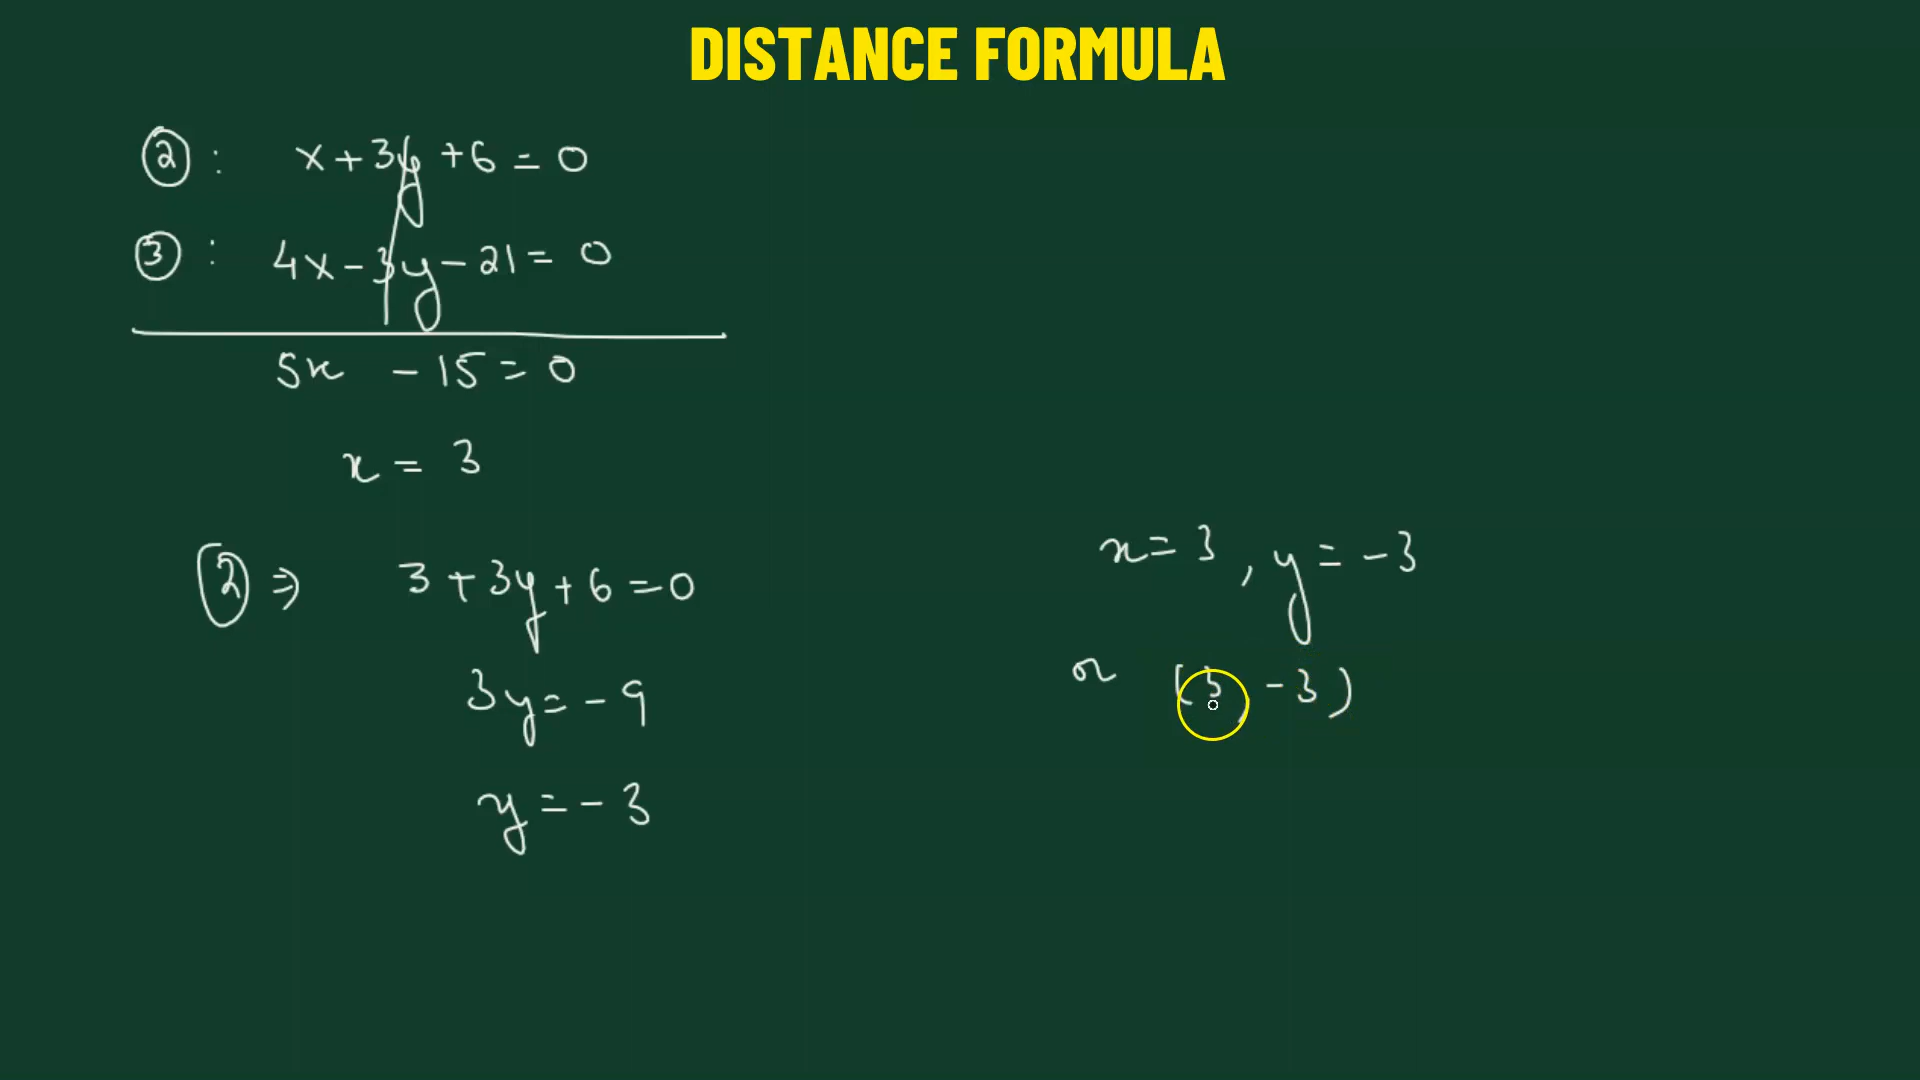 DISTANCE FORMULA
② : x + 3y + 6 = 0
③ : 4x - 3y - 21 = 0
5x - 15 = 0
x = 3
② ⇒ 3 + 3y + 6 = 0
3y = - 9
y = - 3
x = 3 , y = - 3
or (3, -3)